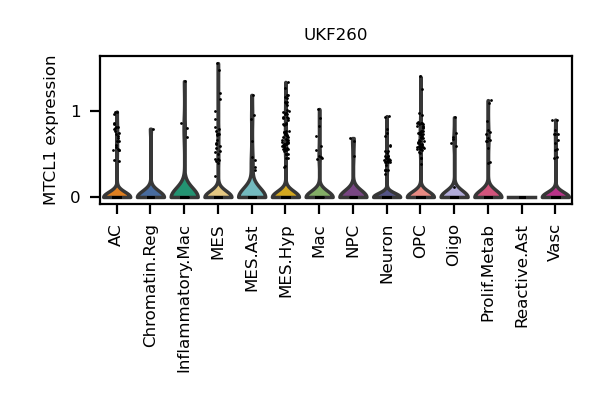 UKF260
MTCL1 expression
1
0
AC
Chromatin.Reg
Inflammatory.Mac
MES
MES.Ast
MES.Hyp
Mac
NPC
Neuron
OPC
Oligo
Prolif.Metab
Reactive.Ast
Vasc